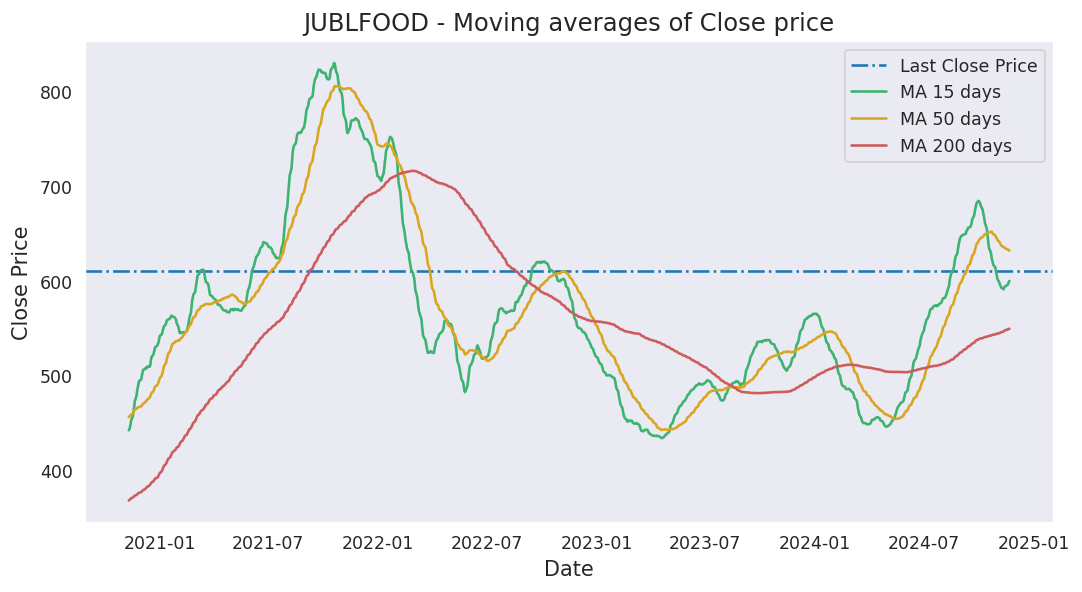 JUBLFOOD - Moving averages of Close price
Last Close Price
MA 15 days
MA 50 days
MA 200 days
Close Price
800
700
600
500
400
2021-01
2021-07
2022-01
2022-07
2023-01
2023-07
2024-01
2024-07
2025-01
Date